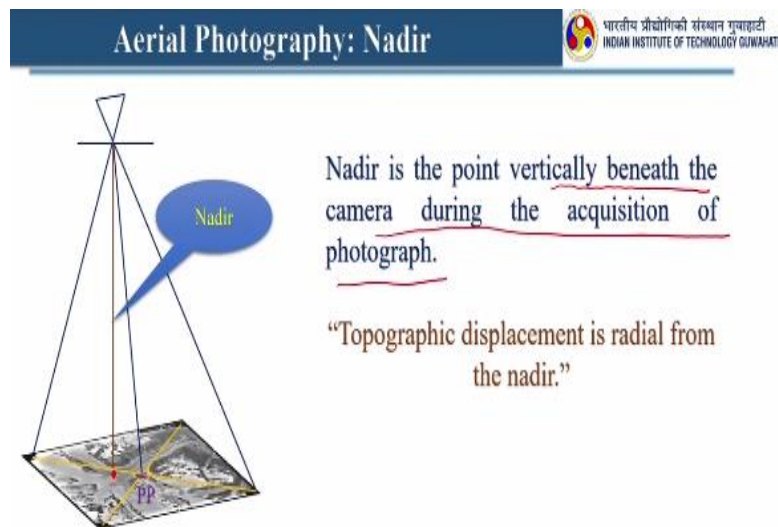 Aerial Photography: Nadir
भारतीय प्रौद्योगिकी संस्थान गुवाहाटी
INDIAN INSTITUTE OF TECHNOLOGY GUWAHATI
Nadir
Nadir is the point vertically beneath the
camera during the acquisition of
photograph.
“Topographic displacement is radial from
the nadir.”
PP